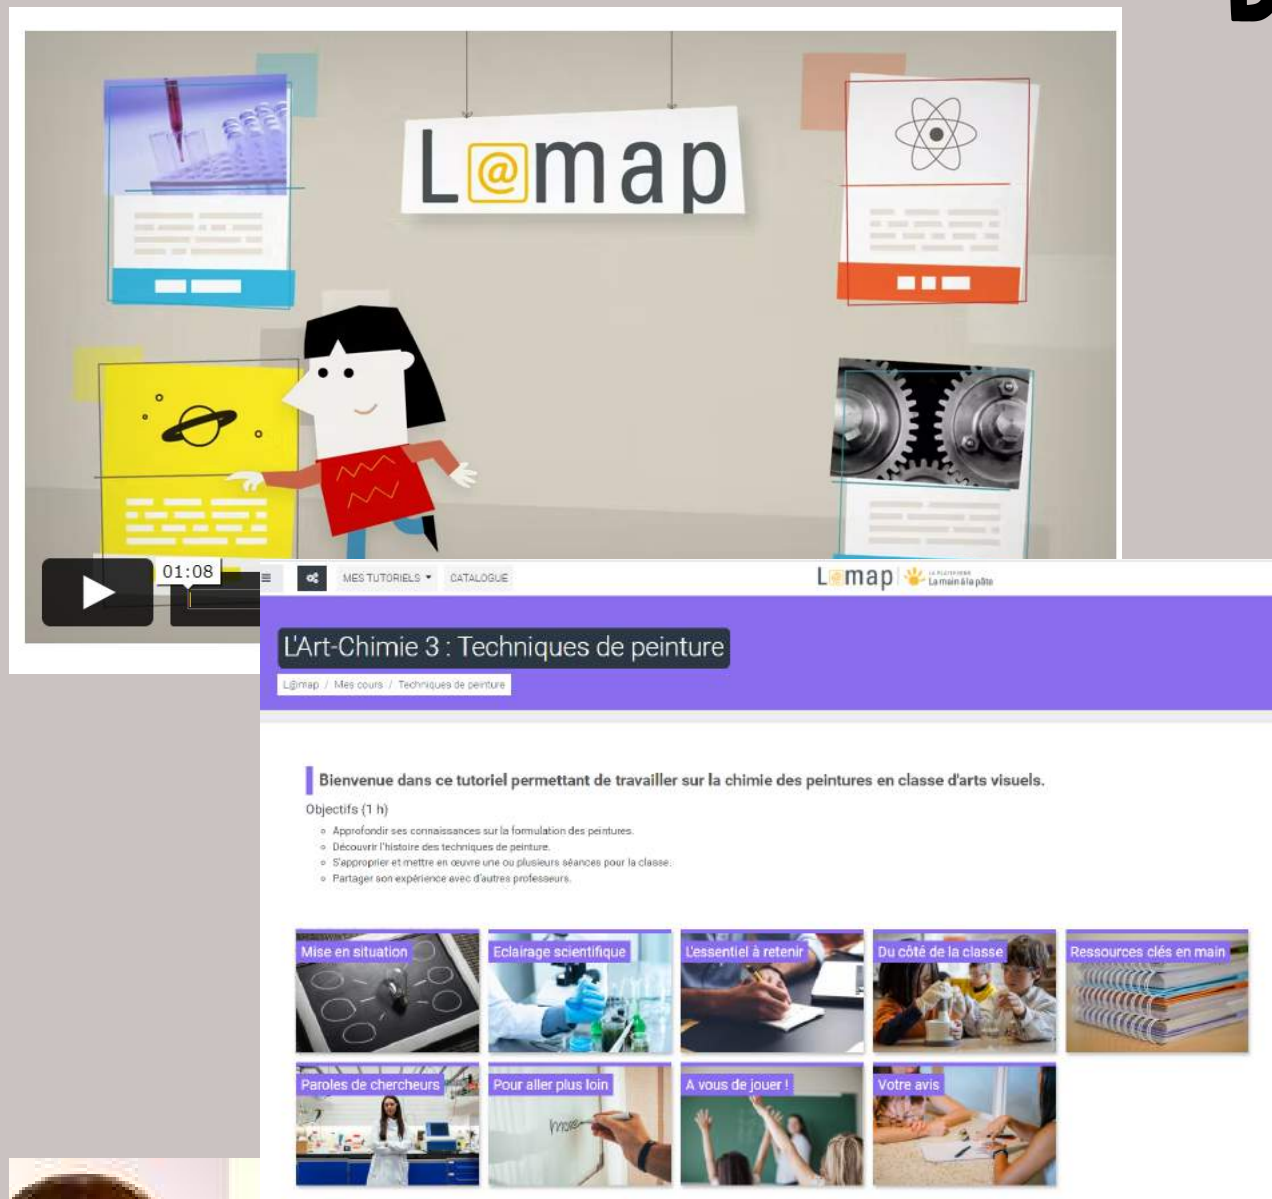 L@map
01:08
MES TUTORIELS
CATALOGUE
L@map
La main à la pâte
L'Art-Chimie 3 : Techniques de peinture
L@map / Mes cours / Techniques de peinture
Bienvenue dans ce tutoriel permettant de travailler sur la chimie des peintures en classe d'arts visuels.
Objectifs (1 h)
Approfondir ses connaissances sur la formulation des peintures.
Découvrir l'histoire des techniques de peinture.
S'approprier et mettre en œuvre une ou plusieurs séances pour la classe.
Partager son expérience avec d'autres professeurs.
Mise en situation
Eclairage scientifique
L'essentiel à retenir
Du côté de la classe
Ressources clés en main
Paroles de chercheurs
Pour aller plus loin
more
A vous de jouer !
Votre avis